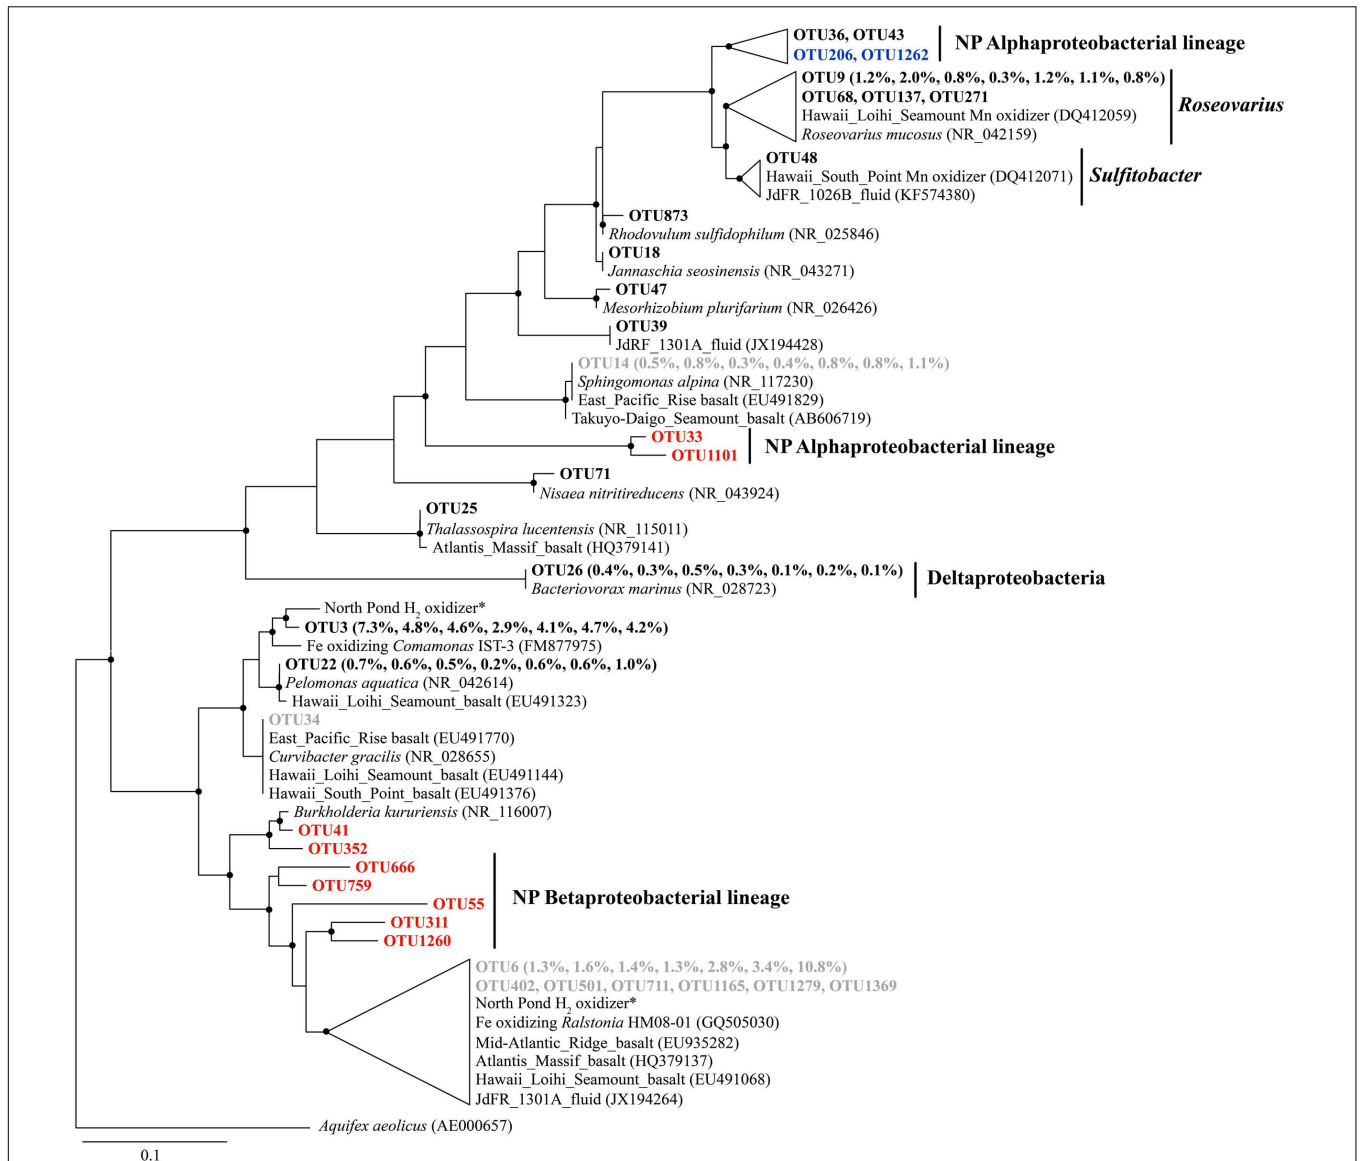 OTU36, OTU43
OTU206, OTU1262
NP Alphaproteobacterial lineage
OTU9 (1.2%, 2.0%, 0.8%, 0.3%, 1.2%, 1.1%, 0.8%)
OTU68, OTU137, OTU271
Hawaii_Loihi_Seamount Mn oxidizer (DQ412059)
Roseovarius mucosus (NR_042159)
Roseovarius
OTU48
Hawaii_South_Point Mn oxidizer (DQ412071)
JdFR_1026B_fluid (KF574380)
Sulfitobacter
OTU873
Rhodovulum sulfidophilum (NR_025846)
OTU18
Jannaschia seosinensis (NR_043271)
OTU47
Mesorhizobium plurifarium (NR_026426)
OTU39
JdRF_1301A_fluid (JX194428)
OTU14 (0.5%, 0.8%, 0.3%, 0.4%, 0.8%, 0.8%, 1.1%)
Sphingomonas alpina (NR_117230)
East_Pacific_Rise basalt (EU491829)
Takuyo-Daigo_Seamount_basalt (AB606719)
OTU33
OTU1101
NP Alphaproteobacterial lineage
OTU71
Nisaea nitritireducens (NR_043924)
OTU25
Thalassospira lucentensis (NR_115011)
Atlantis_Massif_basalt (HQ379141)
OTU26 (0.4%, 0.3%, 0.5%, 0.3%, 0.1%, 0.2%, 0.1%)
Bacteriovorax marinus (NR_028723)
Deltaproteobacteria
North Pond H2 oxidizer*
OTU3 (7.3%, 4.8%, 4.6%, 2.9%, 4.1%, 4.7%, 4.2%)
Fe oxidizing Comamonas IST-3 (FM877975)
OTU22 (0.7%, 0.6%, 0.5%, 0.2%, 0.6%, 0.6%, 1.0%)
Pelomonas aquatica (NR_042614)
Hawaii_Loihi_Seamount_basalt (EU491323)
OTU34
East_Pacific_Rise basalt (EU491770)
Curvibacter gracilis (NR_028655)
Hawaii_Loihi_Seamount_basalt (EU491144)
Hawaii_South_Point_basalt (EU491376)
Burkholderia kururiensis (NR_116007)
OTU41
OTU352
OTU666
OTU759
OTU55
OTU311
OTU1260
NP Betaproteobacterial lineage
OTU6 (1.3%, 1.6%, 1.4%, 1.3%, 2.8%, 3.4%, 10.8%)
OTU402, OTU501, OTU711, OTU1165, OTU1279, OTU1369
North Pond H2 oxidizer*
Fe oxidizing Ralstonia HM08-01 (GQ505030)
Mid-Atlantic_Ridge_basalt (EU935282)
Atlantis_Massif_basalt (HQ379137)
Hawaii_Loihi_Seamount_basalt (EU491068)
JdFR_1301A_fluid (JX194264)
Aquifex aeolicus (AE000657)
0.1